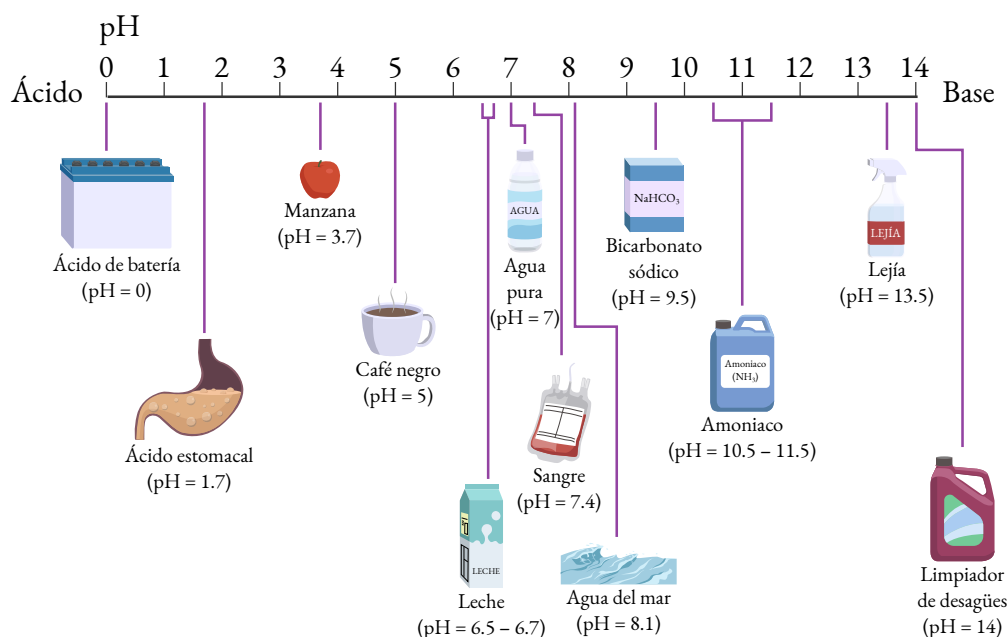 pH
0 1 2 3 4 5 6 7 8 9 10 11 12 13 14
Ácido
Base
Ácido de batería
(pH = 0)
Manzana
(pH = 3.7)
AGUA
Agua
pura
(pH = 7)
NaHCO₃
Bicarbonato
sódico
(pH = 9.5)
LEJÍA
Lejía
(pH = 13.5)
Ácido estomacal
(pH = 1.7)
Café negro
(pH = 5)
Sangre
(pH = 7.4)
Amoniaco
(NH₃)
Amoniaco
(pH = 10.5 – 11.5)
LECHE
Leche
(pH = 6.5 – 6.7)
Agua del mar
(pH = 8.1)
Limpiador
de desagües
(pH = 14)